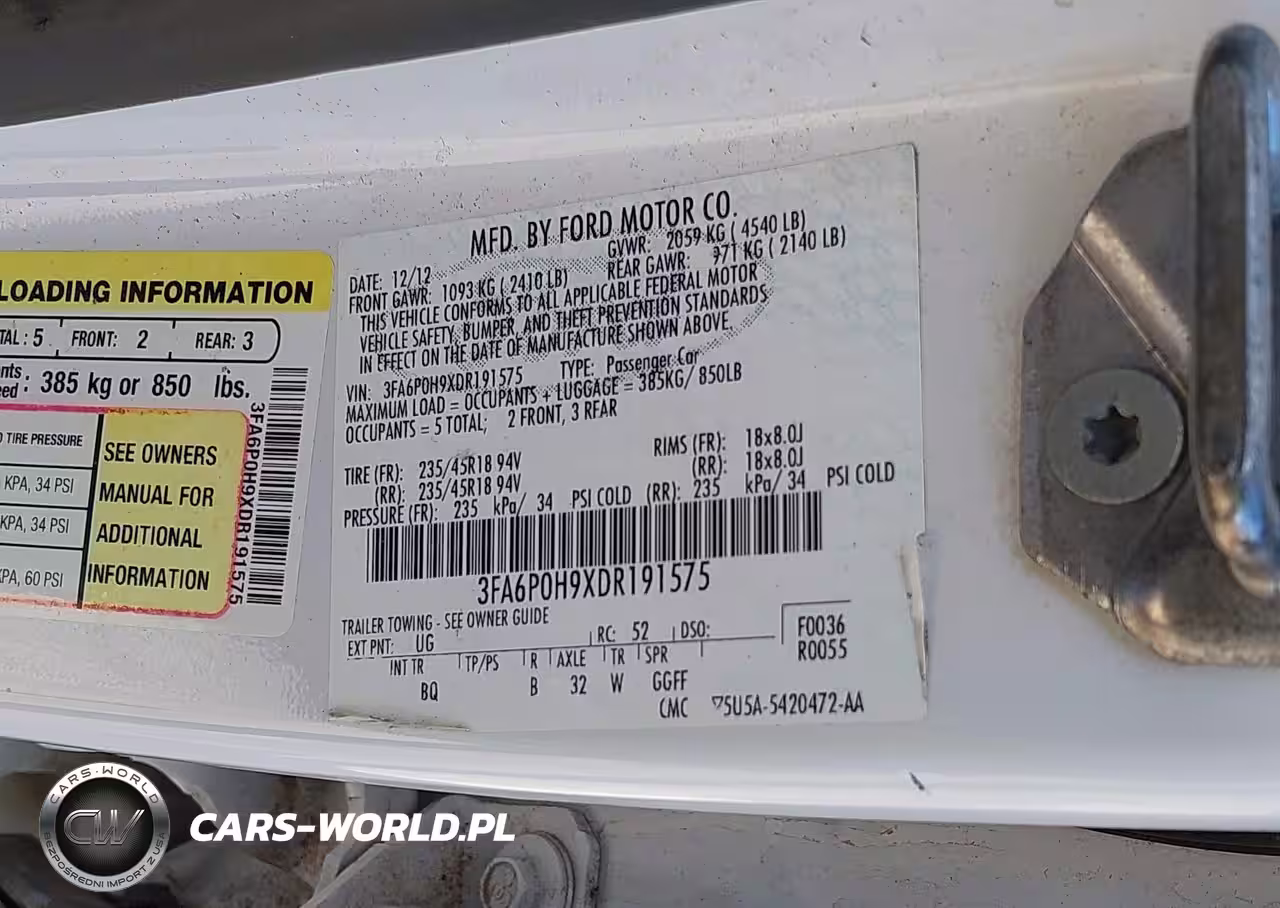 LOADING INFORMATION
TAL : 5 FRONT: 2 REAR: 3
nts
eed : 385 kg or 850 lbs.
TIRE PRESSURE
KPA, 34 PSI
KPA, 34 PSI
KPA, 60 PSI
SEE OWNERS
MANUAL FOR
ADDITIONAL
INFORMATION
3FA6P0H9XDR191575
MFD. BY FORD MOTOR CO.
DATE: 12/12 GVWR: 2059 KG ( 4540 LB)
FRONT GAWR: 1093 KG ( 2410 LB) REAR GAWR: 971 KG ( 2140 LB)
THIS VEHICLE CONFORMS TO ALL APPLICABLE FEDERAL MOTOR
VEHICLE SAFETY, BUMPER, AND THEFT PREVENTION STANDARDS
IN EFFECT ON THE DATE OF MANUFACTURE SHOWN ABOVE.
VIN: 3FA6P0H9XDR191575 TYPE: Passenger Car
MAXIMUM LOAD = OCCUPANTS + LUGGAGE = 385KG/ 850LB
OCCUPANTS = 5 TOTAL; 2 FRONT, 3 REAR
RIMS (FR): 18x8.0J
TIRE (FR): 235/45R18 94V (RR): 18x8.0J
(RR): 235/45R18 94V
PRESSURE (FR): 235 kPa/ 34 PSI COLD (RR): 235 kPa/ 34 PSI COLD
3FA6P0H9XDR191575
TRAILER TOWING - SEE OWNER GUIDE
EXT PNT: UG RC: 52 DSO: F0036
R0055
INT TR TP/PS R AXLE TR SPR
BQ B 32 W GGFF
CMC 5U5A-5420472-AA
CARS-WORLD
CW
BEZPOŚREDNI IMPORT Z USA
CARS-WORLD.PL